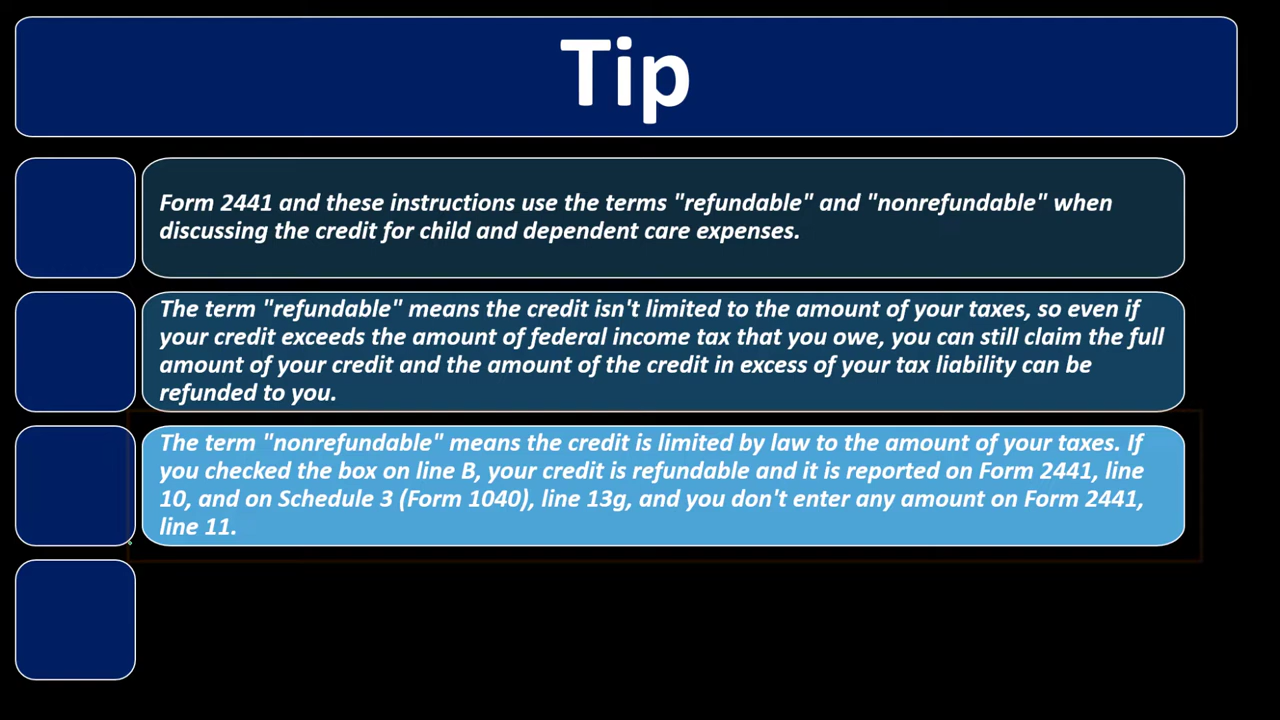 Tip
Form 2441 and these instructions use the terms "refundable" and "nonrefundable" when
discussing the credit for child and dependent care expenses.
The term "refundable" means the credit isn't limited to the amount of your taxes, so even if
your credit exceeds the amount of federal income tax that you owe, you can still claim the full
amount of your credit and the amount of the credit in excess of your tax liability can be
refunded to you.
The term "nonrefundable" means the credit is limited by law to the amount of your taxes. If
you checked the box on line B, your credit is refundable and it is reported on Form 2441, line
10, and on Schedule 3 (Form 1040), line 13g, and you don't enter any amount on Form 2441,
line 11.